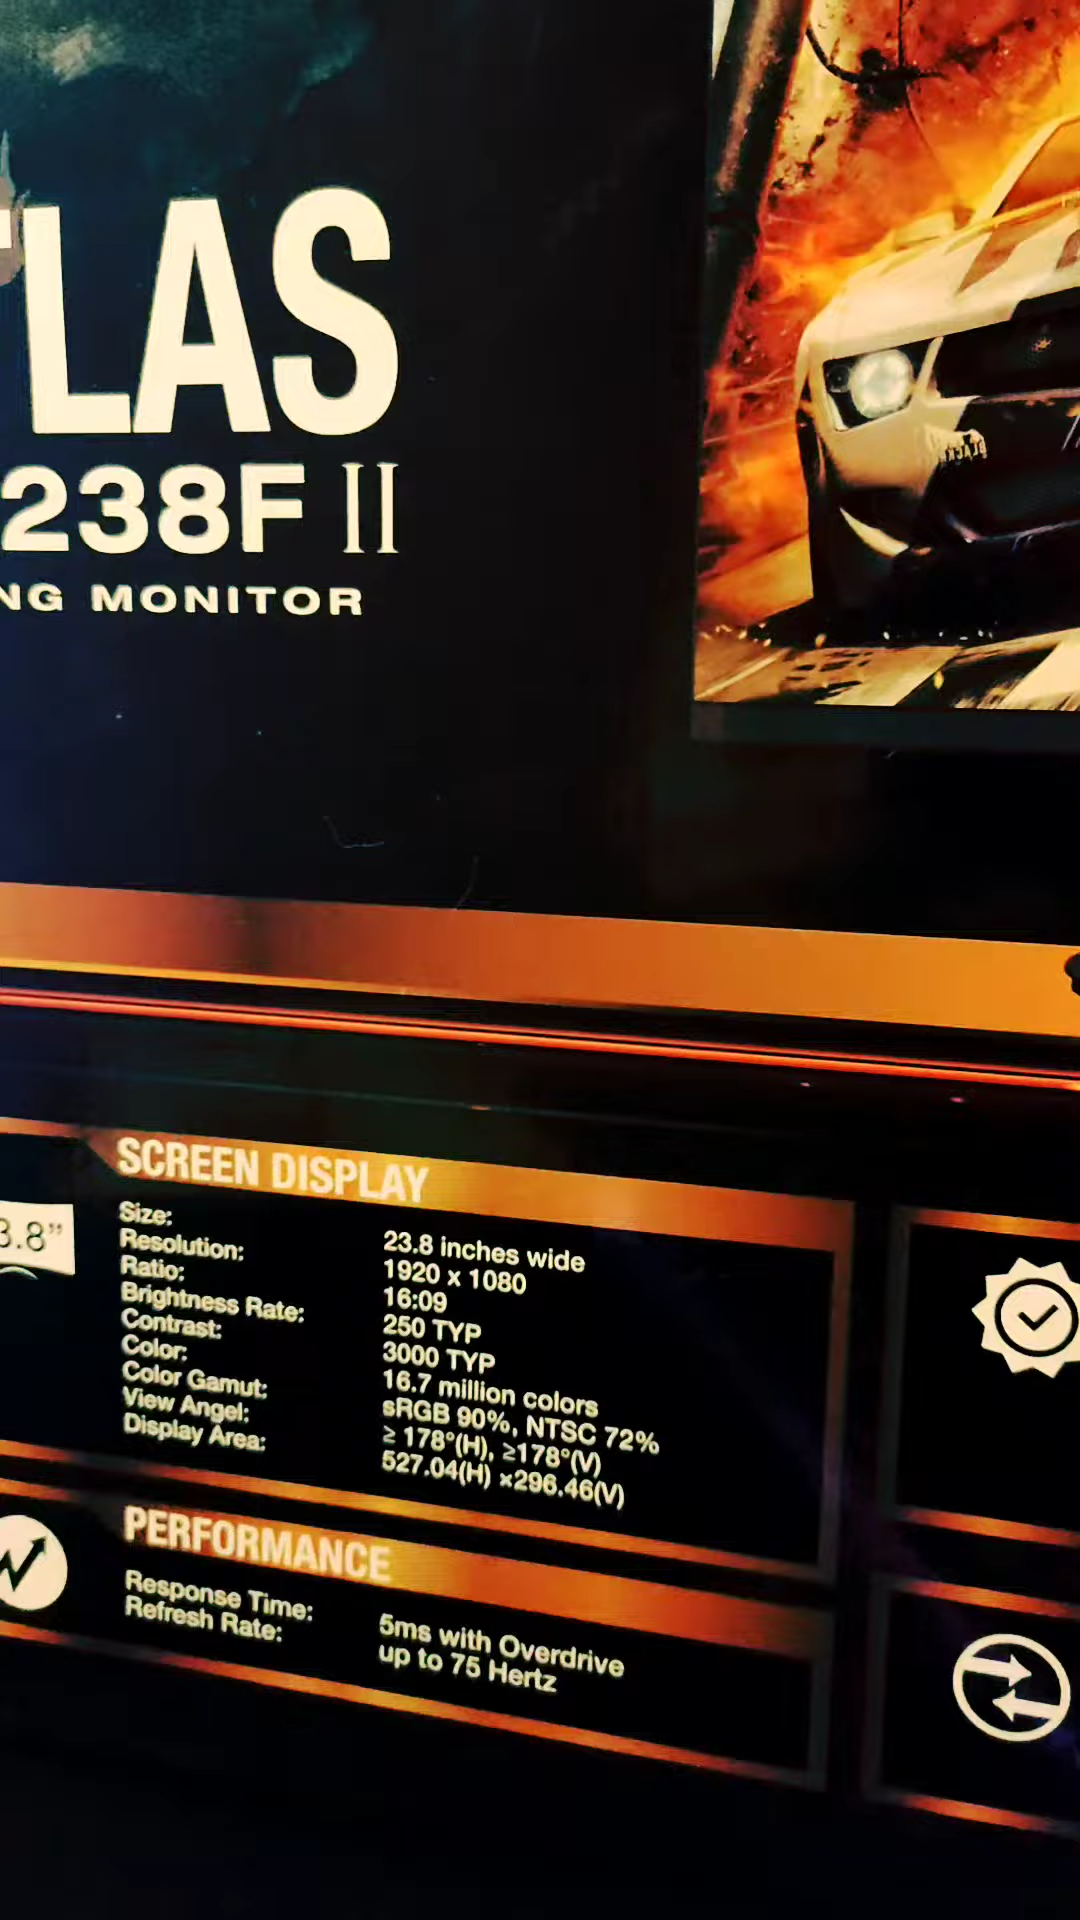 TLAS
238F II
NG MONITOR
3.8"
SCREEN DISPLAY
Size: 23.8 inches wide
Resolution: 1920 x 1080
Ratio: 16:09
Brightness Rate: 250 TYP
Contrast: 3000 TYP
Color: 16.7 million colors
Color Gamut: sRGB 90%, NTSC 72%
View Angel: ≥ 178°(H), ≥178°(V)
Display Area: 527.04(H) x296.46(V)
PERFORMANCE
Response Time: 5ms with Overdrive
Refresh Rate: up to 75 Hertz